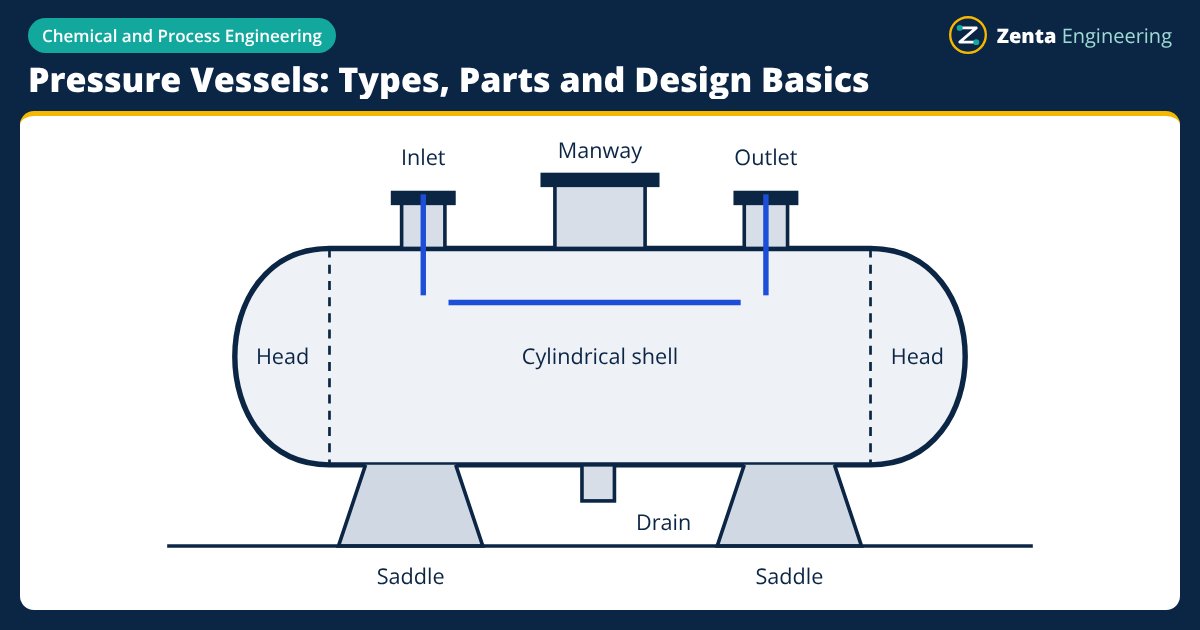 Chemical and Process Engineering
Zenta Engineering
Pressure Vessels: Types, Parts and Design Basics
Inlet
Manway
Outlet
Head
Cylindrical shell
Head
Drain
Saddle
Saddle